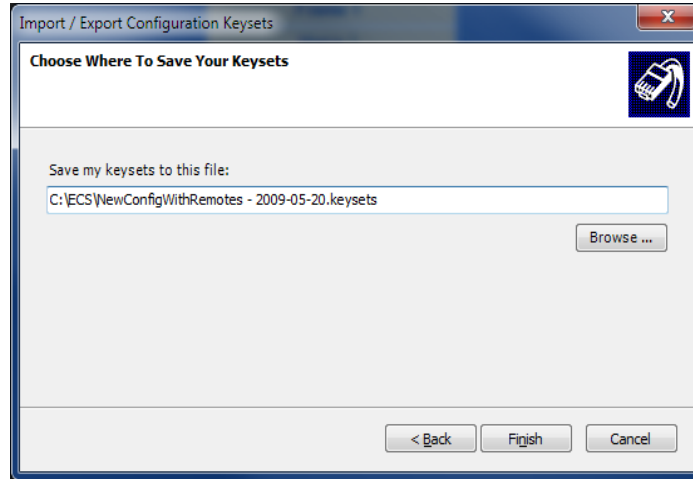 Import / Export Configuration Keysets
Choose Where To Save Your Keysets
Save my keysets to this file:
C:\ECS\NewConfigWithRemotes - 2009-05-20.keysets
Browse ...
< Back
Finish
Cancel